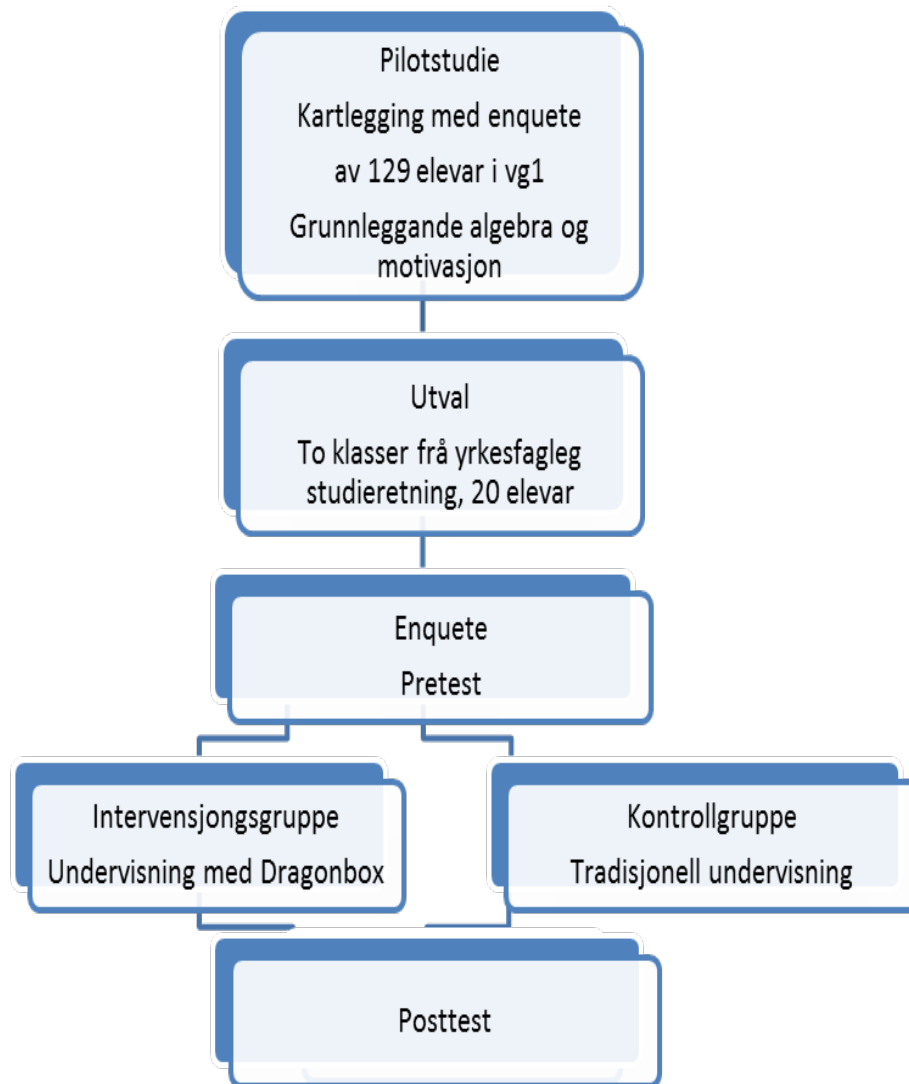 Pilotstudie
Kartlegging med enquete
av 129 elevar i vg1
Grunnleggande algebra og
motivasjon
Utval
To klasser frå yrkesfagleg
studieretning, 20 elevar
Enquete
Pretest
Intervensjongsgruppe
Undervisning med Dragonbox
Kontrollgruppe
Tradisjonell undervisning
Posttest